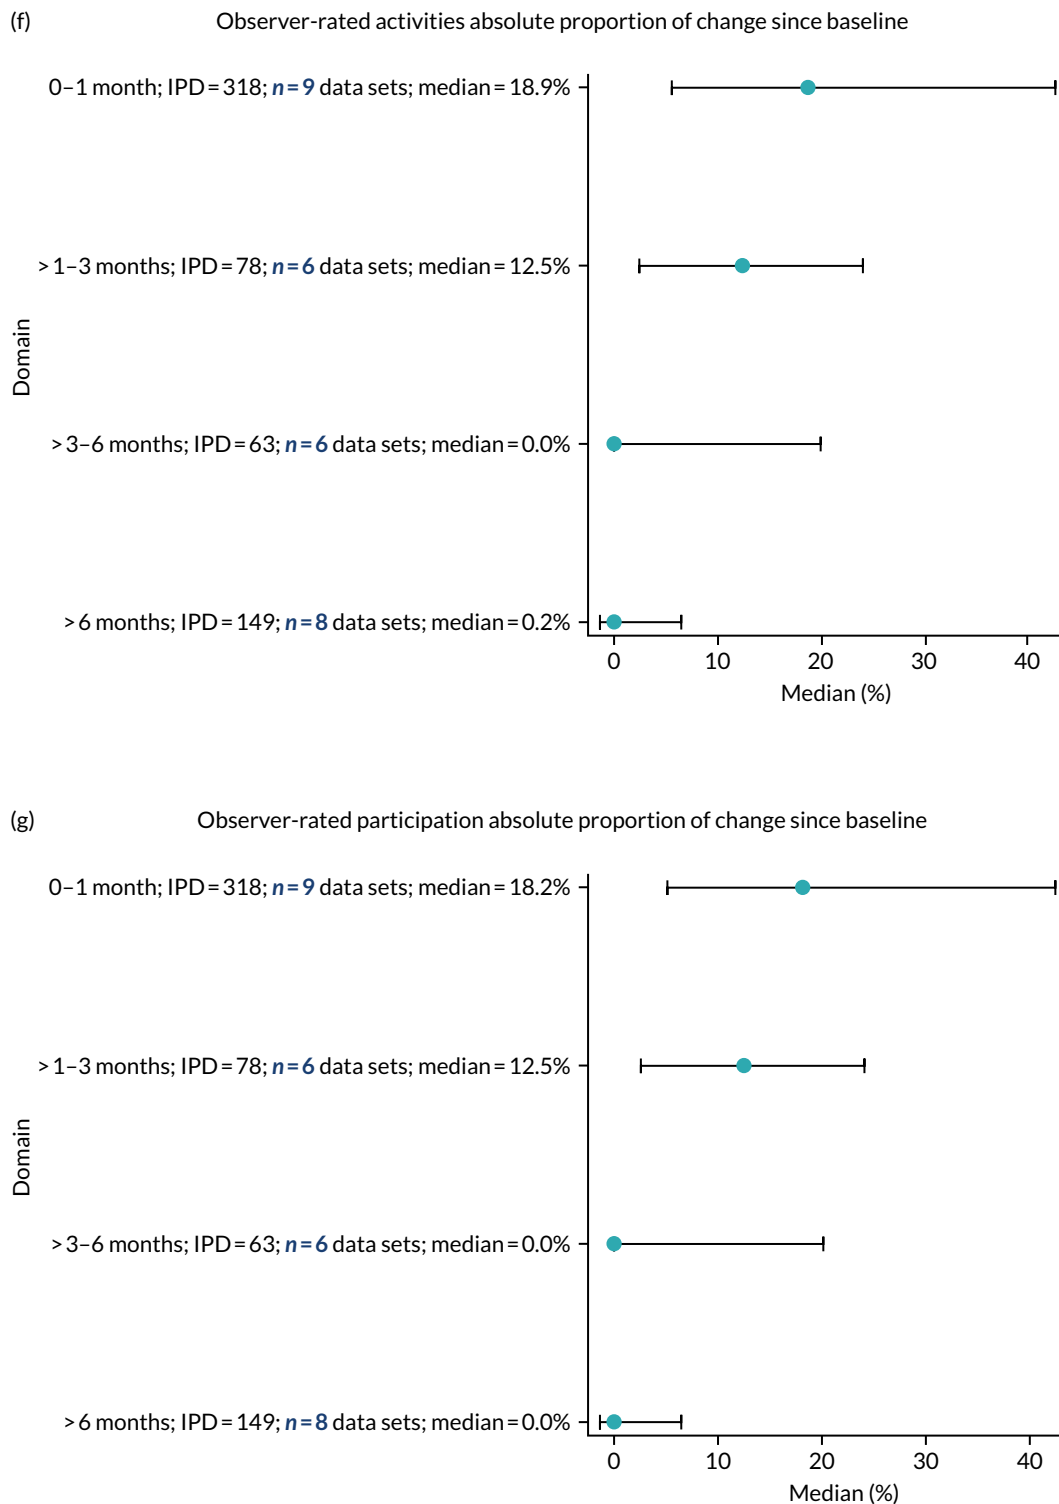 (f) Observer-rated activities absolute proportion of change since baseline
0–1 month; IPD=318; n=9 data sets; median=18.9%
>1–3 months; IPD=78; n=6 data sets; median=12.5%
Domain
>3–6 months; IPD=63; n=6 data sets; median=0.0%
>6 months; IPD=149; n=8 data sets; median=0.2%
0 10 20 30 40
Median (%)
(g) Observer-rated participation absolute proportion of change since baseline
0–1 month; IPD=318; n=9 data sets; median=18.2%
>1–3 months; IPD=78; n=6 data sets; median=12.5%
Domain
>3–6 months; IPD=63; n=6 data sets; median=0.0%
>6 months; IPD=149; n=8 data sets; median=0.0%
0 10 20 30 40
Median (%)